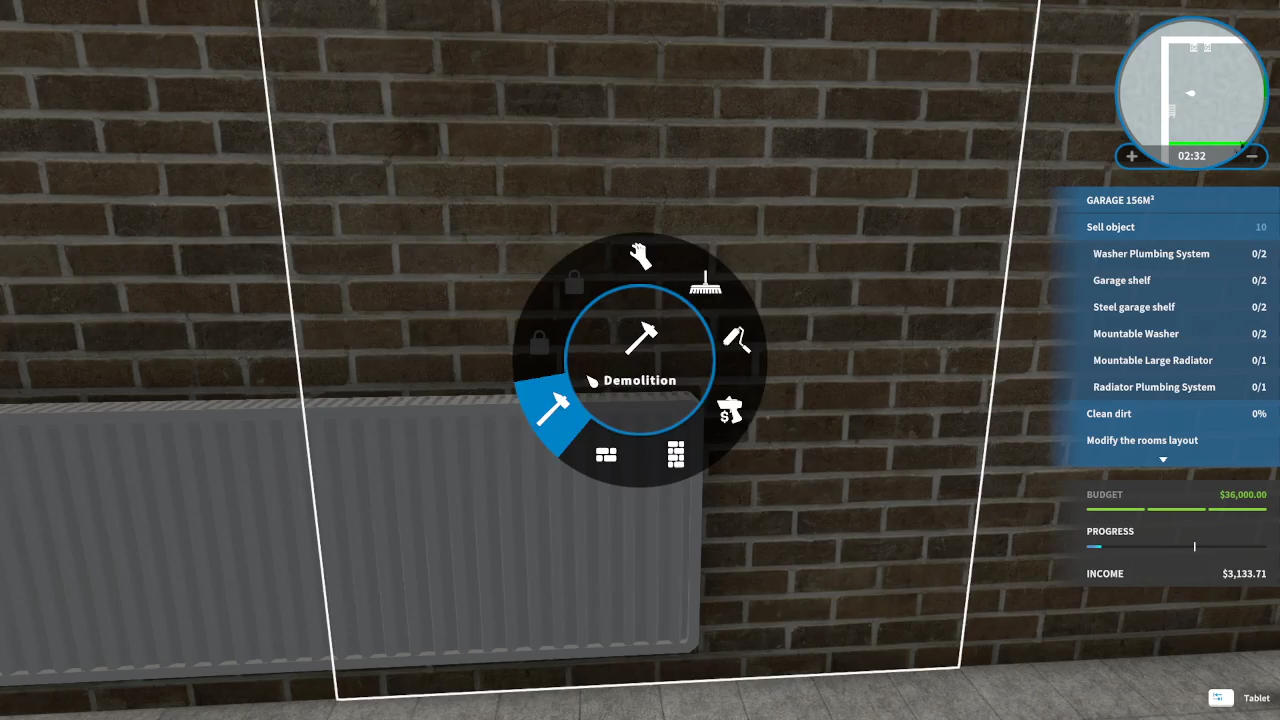 02:32
GARAGE 156M²
Sell object 10
Washer Plumbing System 0/2
Garage shelf 0/2
Steel garage shelf 0/2
Mountable Washer 0/2
Mountable Large Radiator 0/1
Radiator Plumbing System 0/1
Clean dirt 0%
Modify the rooms layout
Demolition
BUDGET $36,000.00
PROGRESS
INCOME $3,133.71
Tablet